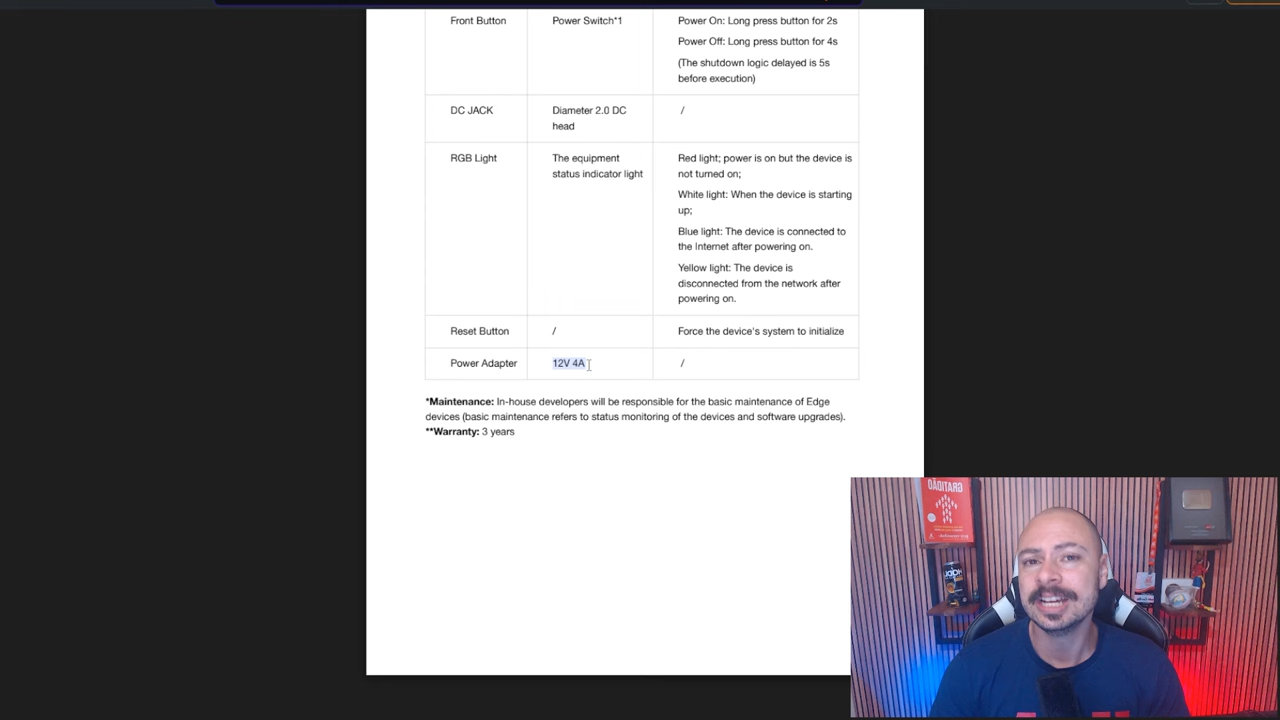 Front Button
Power Switch*1
Power On: Long press button for 2s
Power Off: Long press button for 4s
(The shutdown logic delayed is 5s
before execution)
DC JACK
Diameter 2.0 DC
head
/
RGB Light
The equipment
status indicator light
Red light; power is on but the device is
not turned on;
White light: When the device is starting
up;
Blue light: The device is connected to
the Internet after powering on.
Yellow light: The device is
disconnected from the network after
powering on.
Reset Button
/
Force the device's system to initialize
Power Adapter
12V 4A
/
*Maintenance: In-house developers will be responsible for the basic maintenance of Edge
devices (basic maintenance refers to status monitoring of the devices and software upgrades).
**Warranty: 3 years
GRATIDÃO